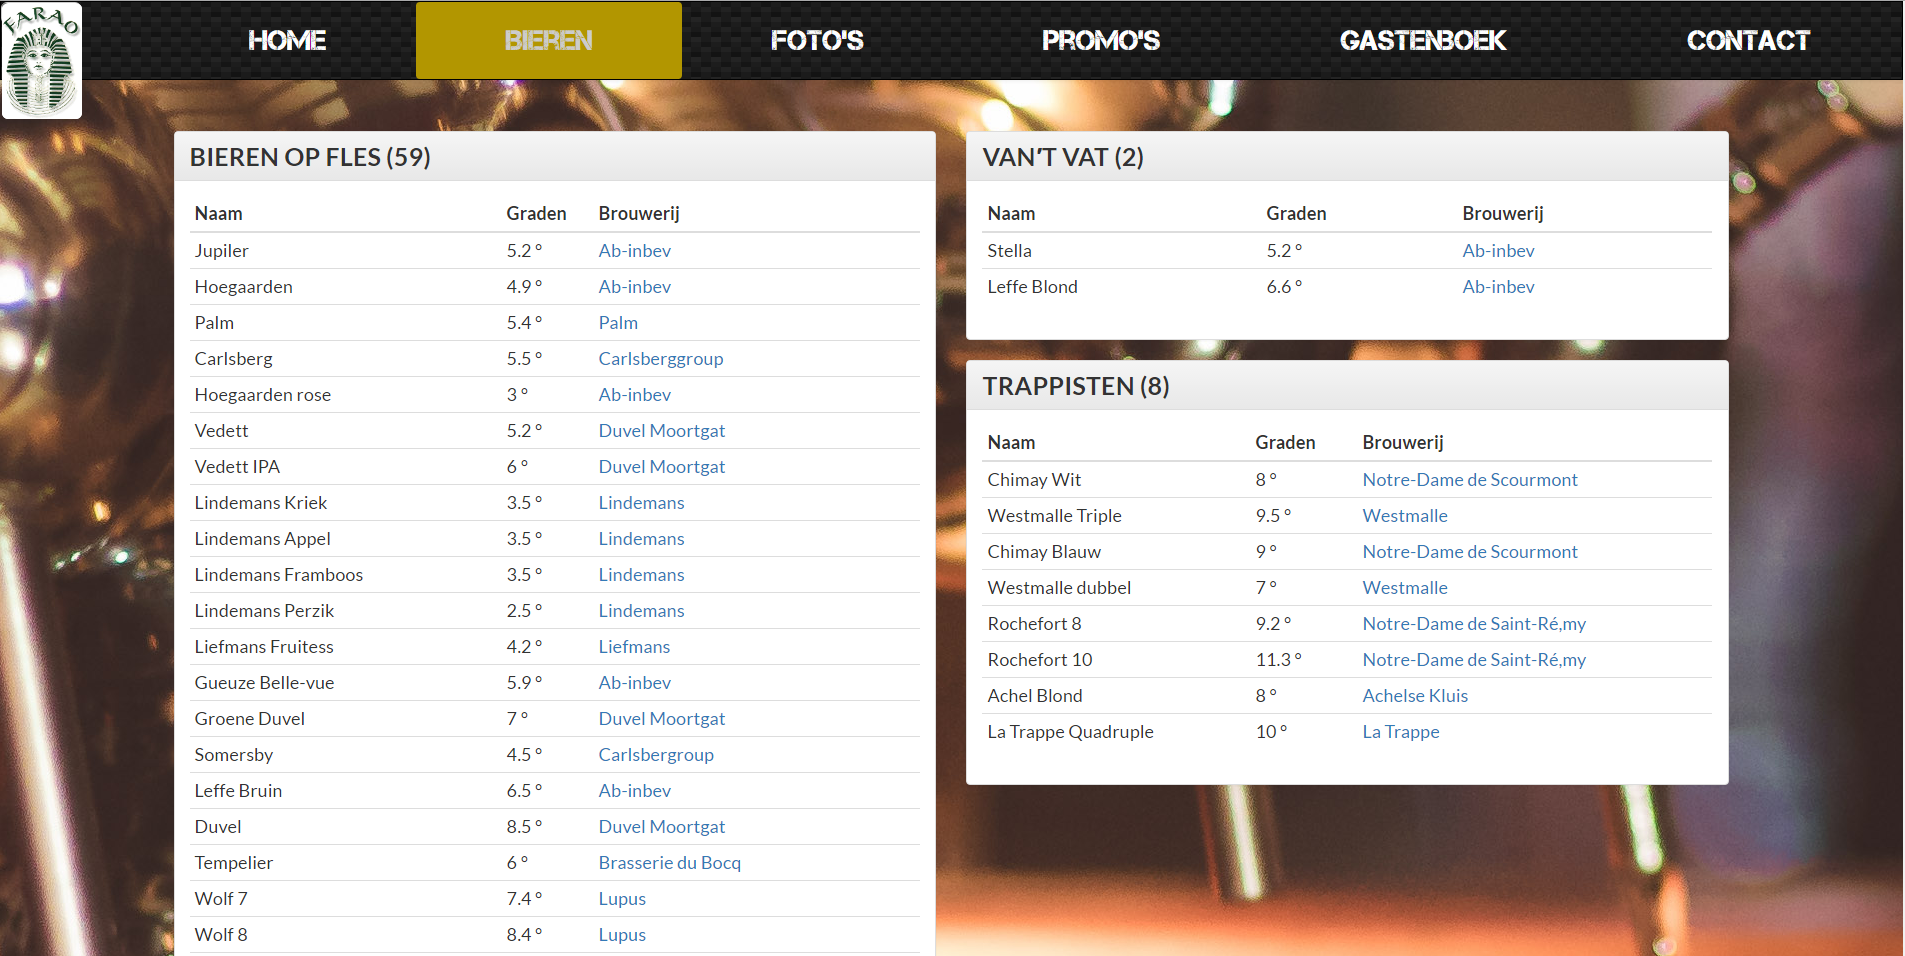 FARAO
HOME BIEREN FOTO'S PROMO'S GASTENBOEK CONTACT
BIEREN OP FLES (59)
Naam Graden Brouwerij
Jupiler 5.2 ° Ab-inbev
Hoegaarden 4.9 ° Ab-inbev
Palm 5.4 ° Palm
Carlsberg 5.5 ° Carlsberggroup
Hoegaarden rose 3 ° Ab-inbev
Vedett 5.2 ° Duvel Moortgat
Vedett IPA 6 ° Duvel Moortgat
Lindemans Kriek 3.5 ° Lindemans
Lindemans Appel 3.5 ° Lindemans
Lindemans Framboos 3.5 ° Lindemans
Lindemans Perzik 2.5 ° Lindemans
Liefmans Fruitess 4.2 ° Liefmans
Gueuze Belle-vue 5.9 ° Ab-inbev
Groene Duvel 7 ° Duvel Moortgat
Somersby 4.5 ° Carlsbergroup
Leffe Bruin 6.5 ° Ab-inbev
Duvel 8.5 ° Duvel Moortgat
Tempelier 6 ° Brasserie du Bocq
Wolf 7 7.4 ° Lupus
Wolf 8 8.4 ° Lupus
VAN'T VAT (2)
Naam Graden Brouwerij
Stella 5.2 ° Ab-inbev
Leffe Blond 6.6 ° Ab-inbev
TRAPPISTEN (8)
Naam Graden Brouwerij
Chimay Wit 8 ° Notre-Dame de Scourmont
Westmalle Triple 9.5 ° Westmalle
Chimay Blauw 9 ° Notre-Dame de Scourmont
Westmalle dubbel 7 ° Westmalle
Rochefort 8 9.2 ° Notre-Dame de Saint-Ré,my
Rochefort 10 11.3 ° Notre-Dame de Saint-Ré,my
Achel Blond 8 ° Achelse Kluis
La Trappe Quadruple 10 ° La Trappe